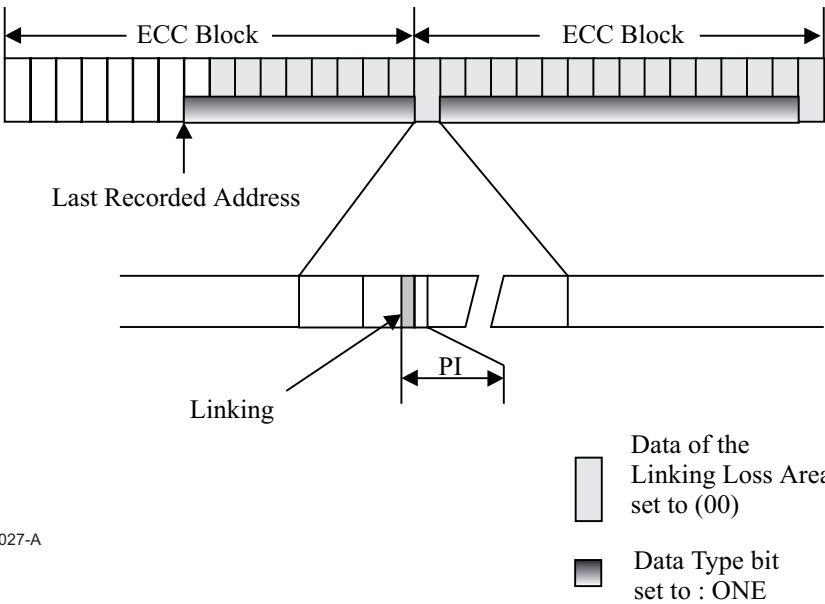 ECC Block ECC Block
Last Recorded Address
PI
Linking
Data of the
Linking Loss Area
set to (00)
027-A
Data Type bit
set to : ONE